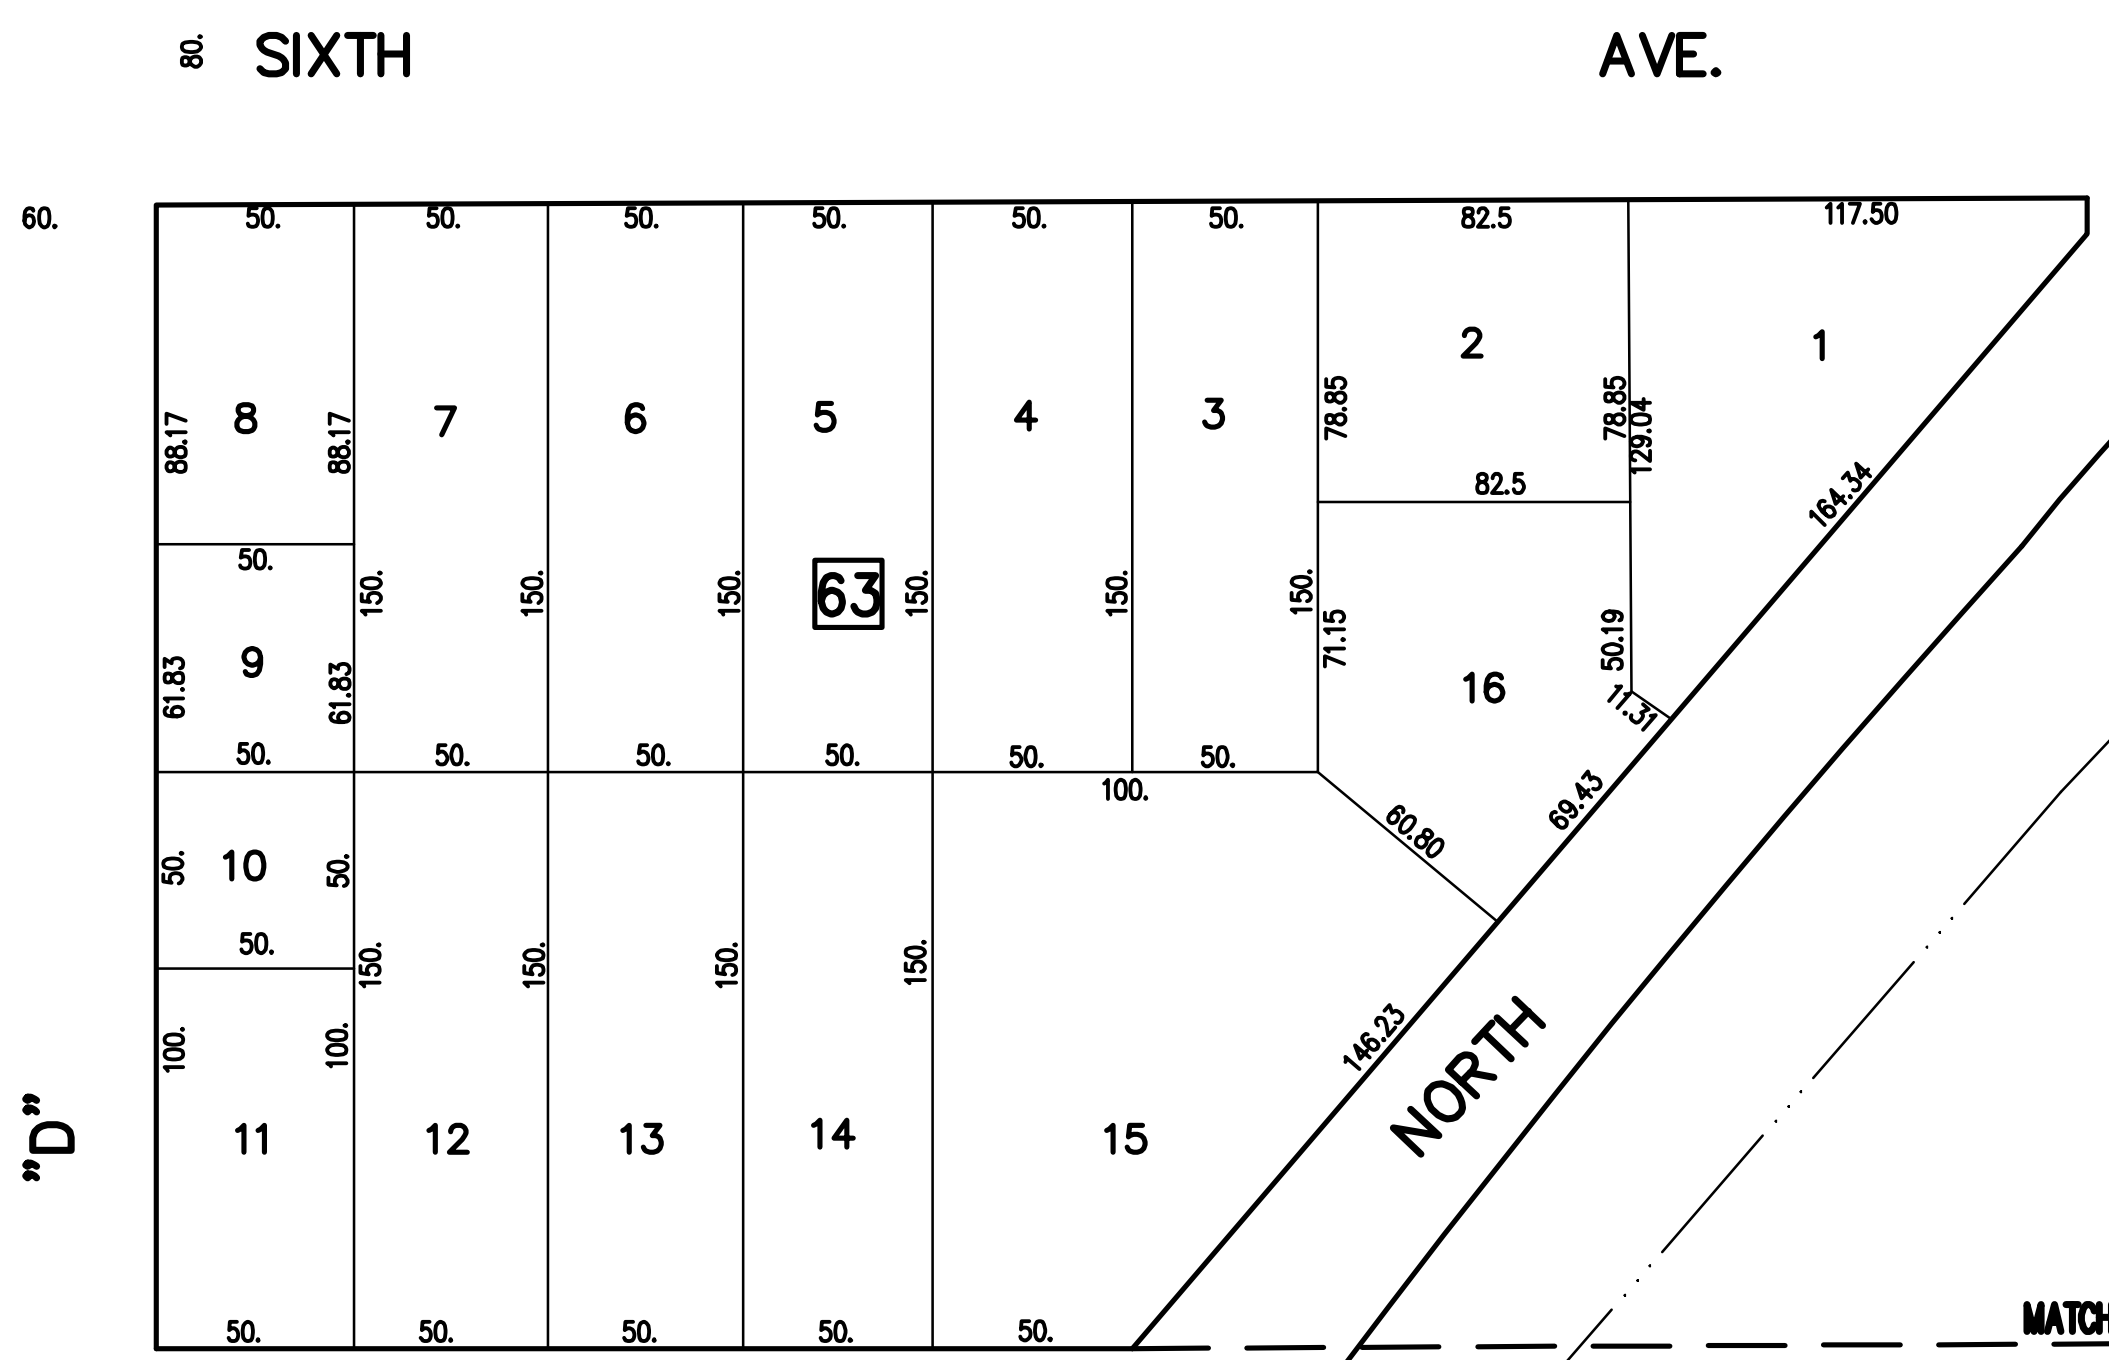 80. SIXTH AVE.
60. 50. 50. 50. 50. 50. 50. 82.5 117.50
2 1
88.17 8 88.17 7 6 5 4 3 78.85 78.85 129.04
82.5 164.34
50.
150. 150. 150. 63 150. 150. 150.
61.83 9 61.83 71.15 16 50.19
11.31
50. 50. 50. 50. 50. 50.
100. 69.43
60.80
50. 10 50.
50.
150. 150. 150. 150.
100. 100. 146.23 NORTH
"D" 11 12 13 14 15
50. 50. 50. 50. 50. MATCH